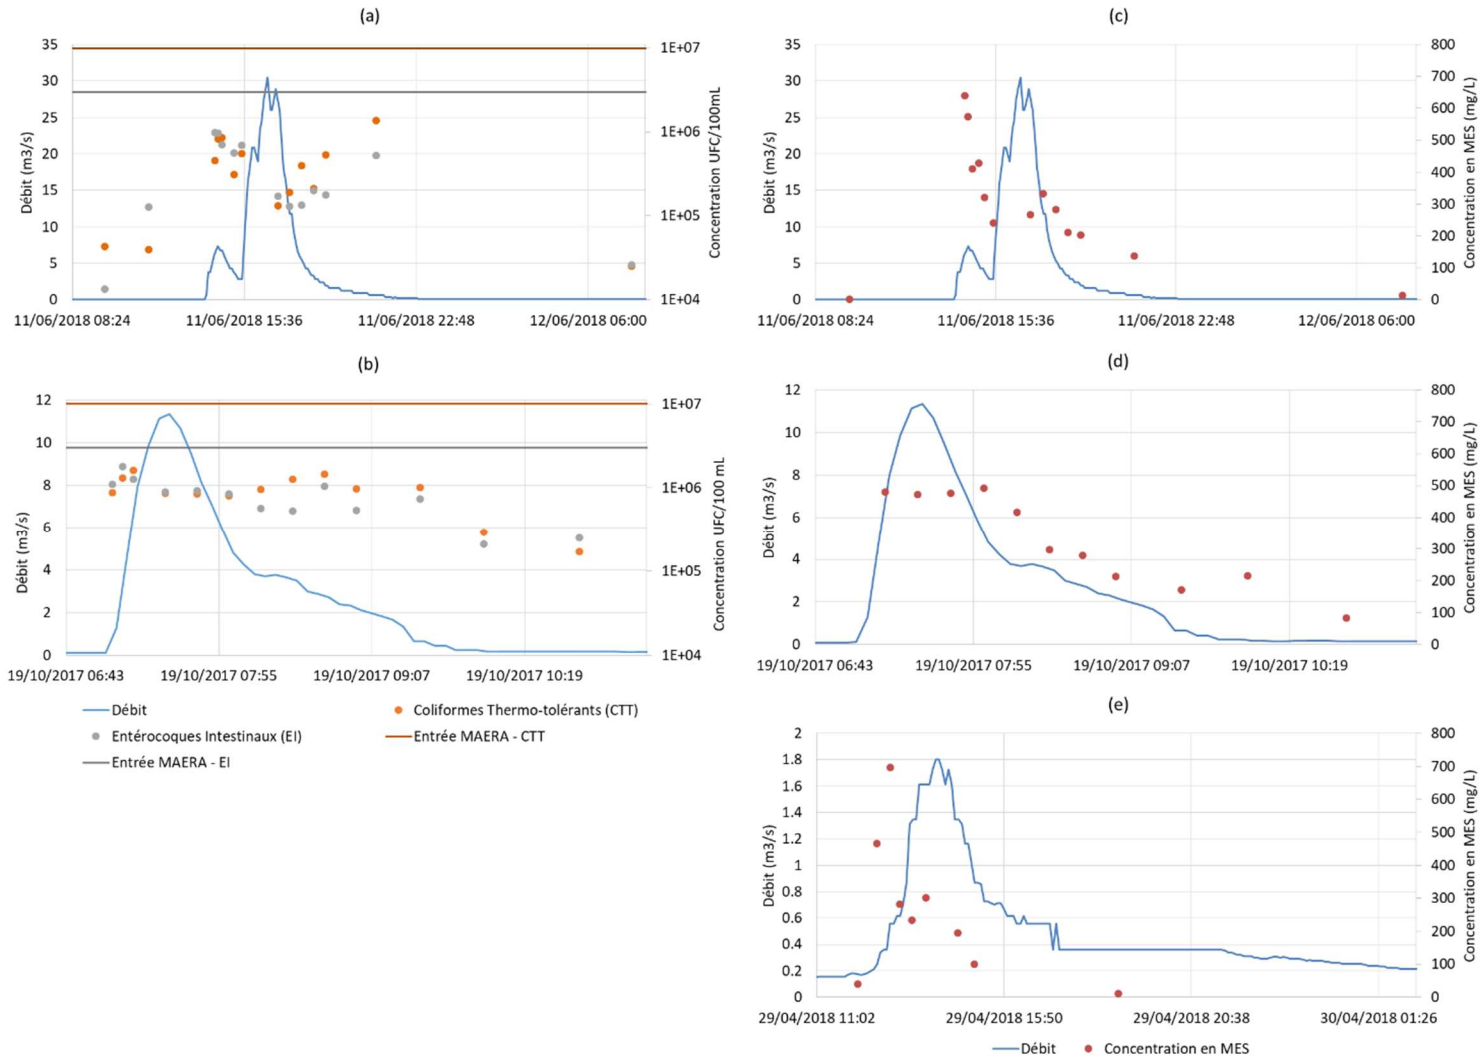 (a)
35
30
25
20
15
10
5
0
Débit (m3/s)
1E+07
1E+06
1E+05
1E+04
Concentration UFC/100mL
11/06/2018 08:24
11/06/2018 15:36
11/06/2018 22:48
12/06/2018 06:00
(c)
35
30
25
20
15
10
5
0
Débit (m3/s)
800
700
600
500
400
300
200
100
0
Concentration en MES (mg/L)
11/06/2018 08:24
11/06/2018 15:36
11/06/2018 22:48
12/06/2018 06:00
(b)
12
10
8
6
4
2
0
Débit (m3/s)
1E+07
1E+06
1E+05
1E+04
Concentration UFC/100 mL
19/10/2017 06:43
19/10/2017 07:55
19/10/2017 09:07
19/10/2017 10:19
Débit
Coliformes Thermo-tolérants (CTT)
Entérocoques Intestinaux (EI)
Entrée MAERA - CTT
Entrée MAERA - EI
(d)
12
10
8
6
4
2
0
Débit (m3/s)
800
700
600
500
400
300
200
100
0
Concentration en MES (mg/L)
19/10/2017 06:43
19/10/2017 07:55
19/10/2017 09:07
19/10/2017 10:19
(e)
2
1.8
1.6
1.4
1.2
1
0.8
0.6
0.4
0.2
0
Débit (m3/s)
800
700
600
500
400
300
200
100
0
Concentration en MES (mg/L)
29/04/2018 11:02
29/04/2018 15:50
29/04/2018 20:38
30/04/2018 01:26
Débit
Concentration en MES